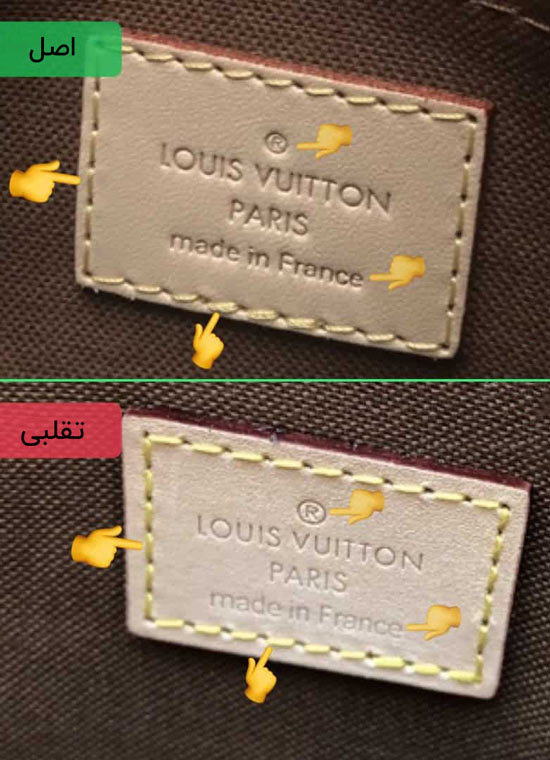 اصل
®
LOUIS VUITTON
PARIS
made in France
تقلبی
®
LOUIS VUITTON
PARIS
made in France